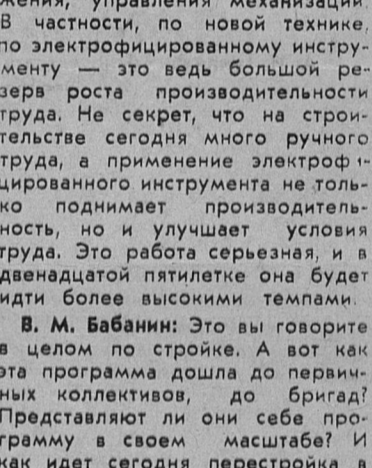 жения, управления механизации.
В частности, по новой технике,
по электрофицированному инстру-
менту — это ведь большой ре-
зерв роста производительности
труда. Не секрет, что на строи-
тельстве сегодня много ручного
труда, а применение электрофи-
цированного инструмента не толь-
ко поднимает производитель-
ность, но и улучшает условия
труда. Это работа серьезная, и в
двенадцатой пятилетке она будет
идти более высокими темпами.
В. М. Бабанин: Это вы говорите
в целом по стройке. А вот как
эта программа дошла до первич-
ных коллективов, до бригад?
Представляют ли они себе про-
грамму в своем масштабе? И
как идет сегодня перестройка в